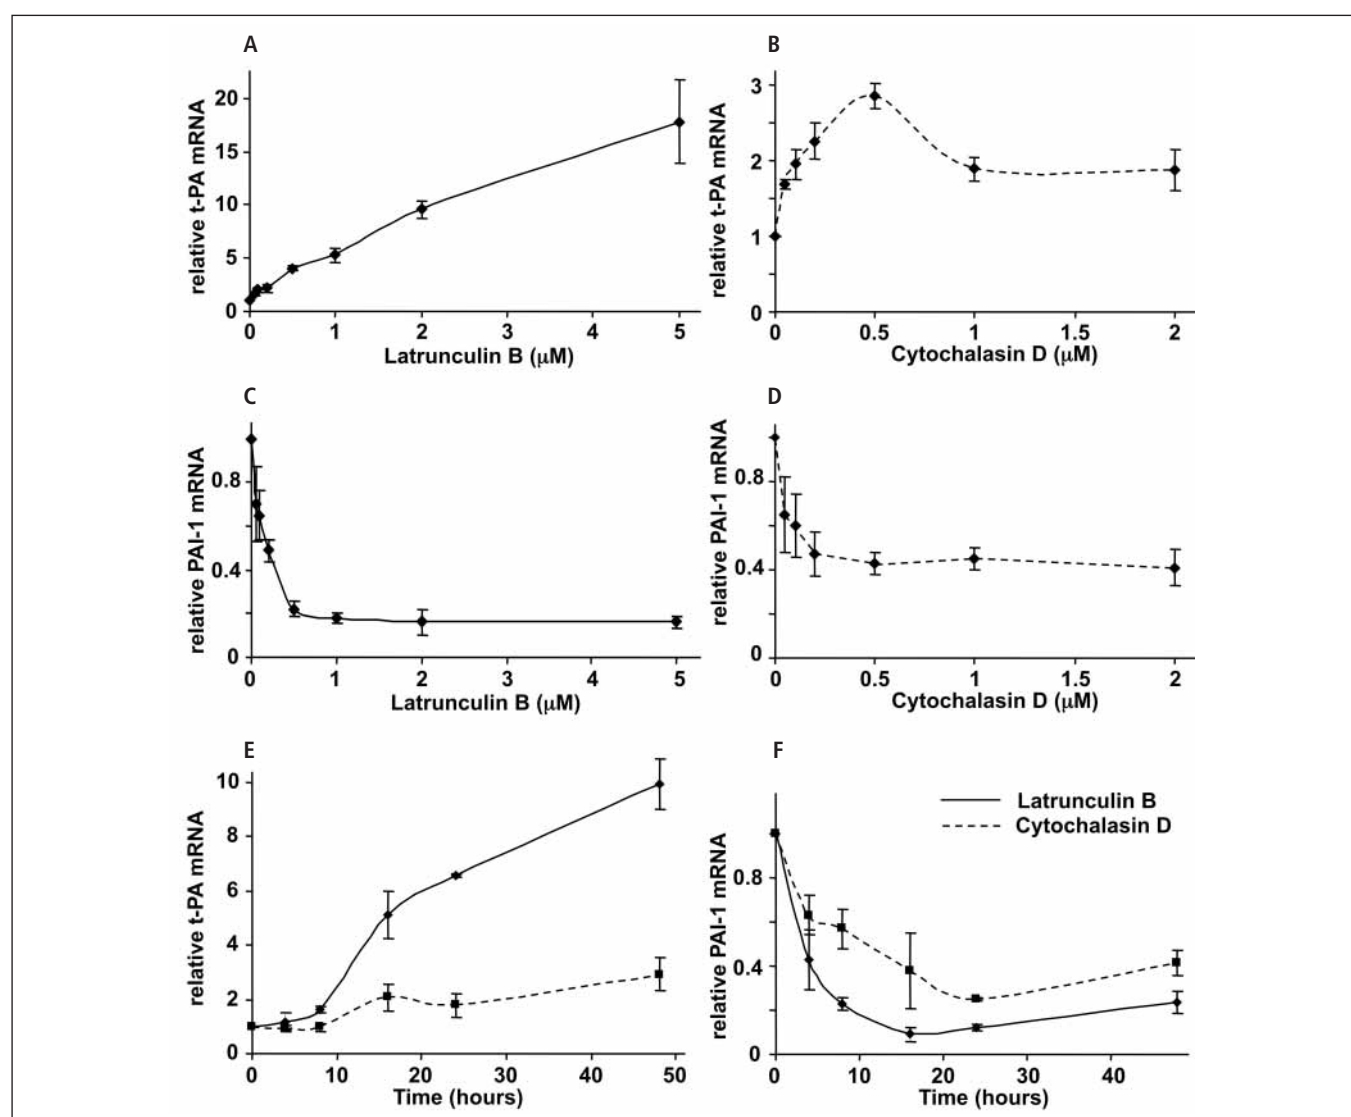 A
relative t-PA mRNA
20
15
10
5
0
0 1 2 3 4 5
Latrunculin B (μM)
B
relative t-PA mRNA
3
2
1
0
0 0.5 1 1.5 2
Cytochalasin D (μM)
C
relative PAI-1 mRNA
0.8
0.4
0
0 1 2 3 4 5
Latrunculin B (μM)
D
relative PAI-1 mRNA
0.8
0.4
0
0 0.5 1 1.5 2
Cytochalasin D (μM)
E
relative t-PA mRNA
10
8
6
4
2
0
0 10 20 30 40 50
Time (hours)
F
relative PAI-1 mRNA
Latrunculin B
Cytochalasin D
0.8
0.4
0
0 10 20 30 40
Time (hours)